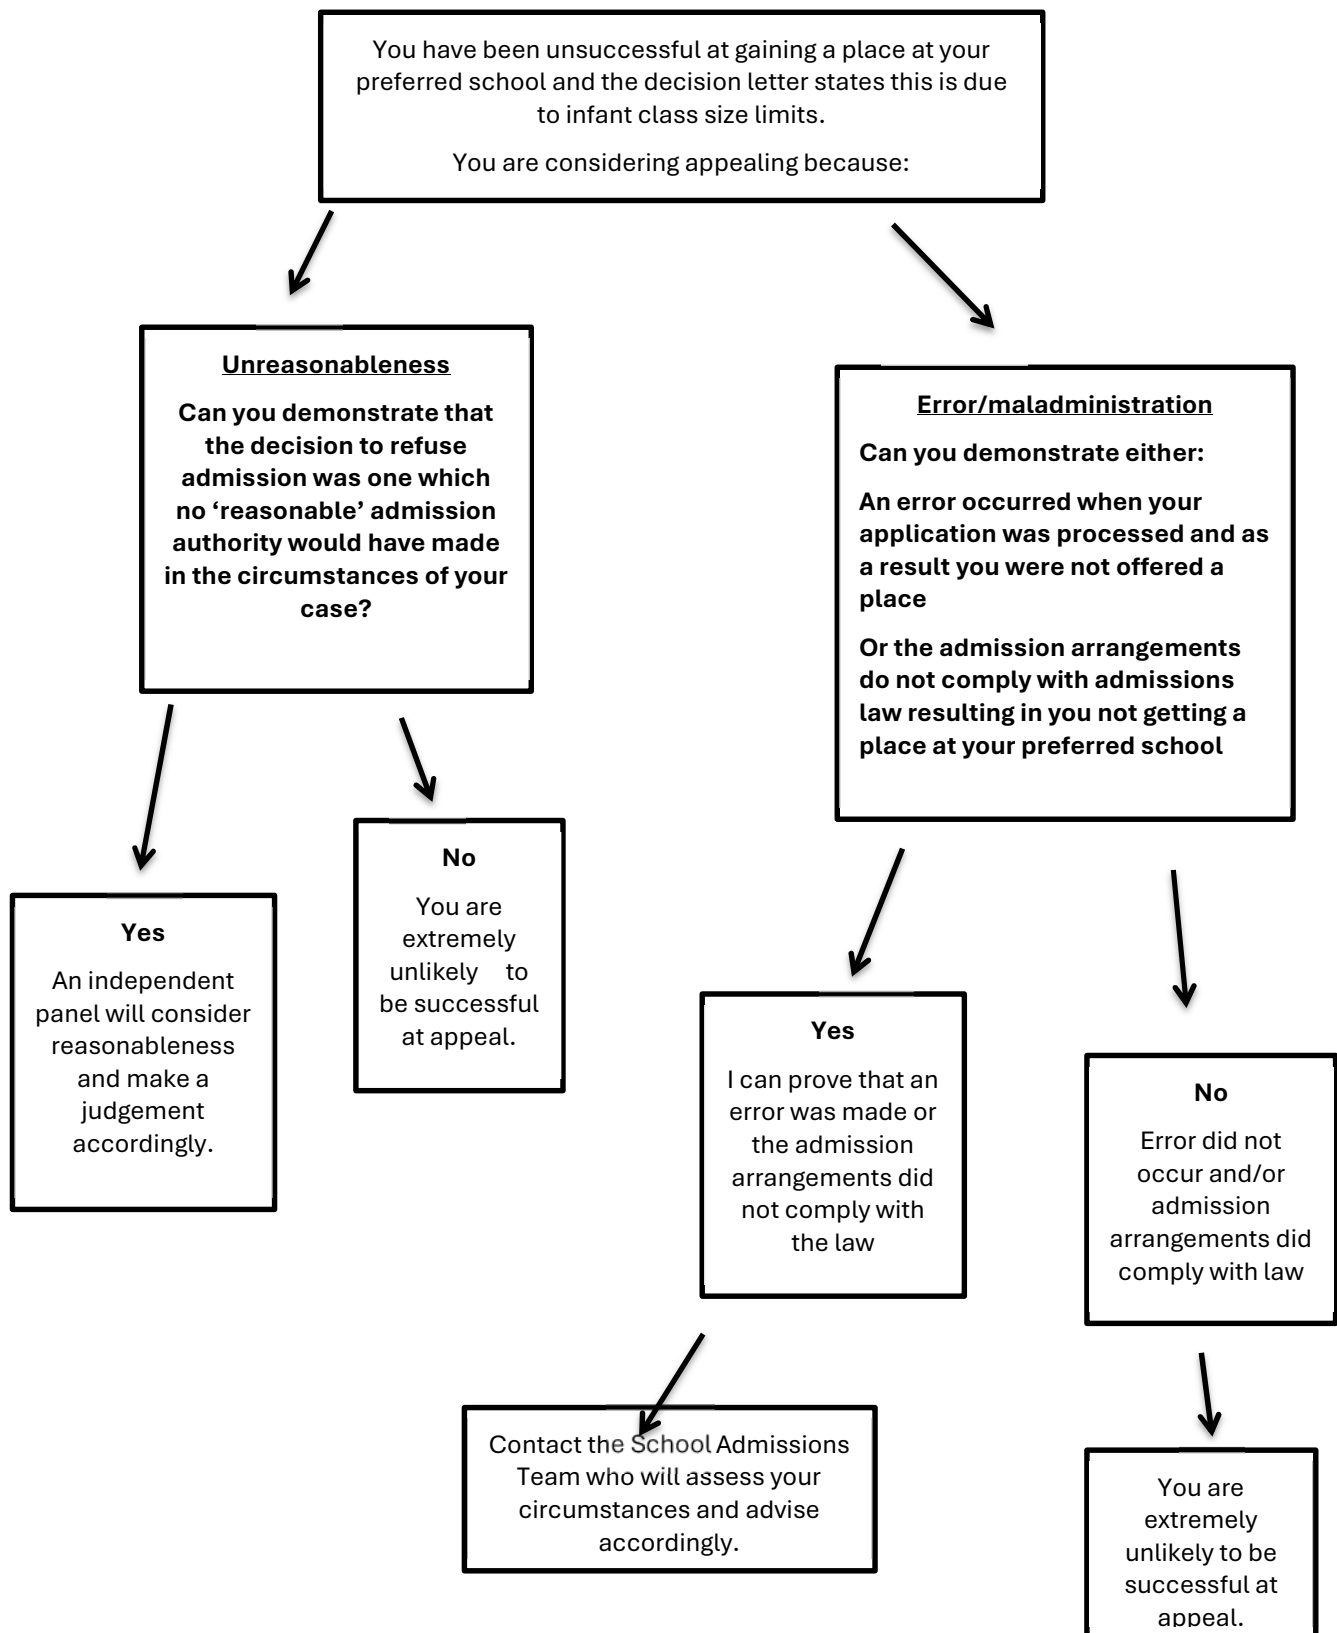 You have been unsuccessful at gaining a place at your
preferred school and the decision letter states this is due
to infant class size limits.
You are considering appealing because:
Unreasonableness
Can you demonstrate that
the decision to refuse
admission was one which
no ‘reasonable’ admission
authority would have made
in the circumstances of your
case?
Error/maladministration
Can you demonstrate either:
An error occurred when your
application was processed and as
a result you were not offered a
place
Or the admission arrangements
do not comply with admissions
law resulting in you not getting a
place at your preferred school
Yes
An independent
panel will consider
reasonableness
and make a
judgement
accordingly.
No
You are
extremely
unlikely to
be successful
at appeal.
Yes
I can prove that an
error was made or
the admission
arrangements did
not comply with
the law
No
Error did not
occur and/or
admission
arrangements did
comply with law
Contact the School Admissions
Team who will assess your
circumstances and advise
accordingly.
You are
extremely
unlikely to be
successful at
appeal.